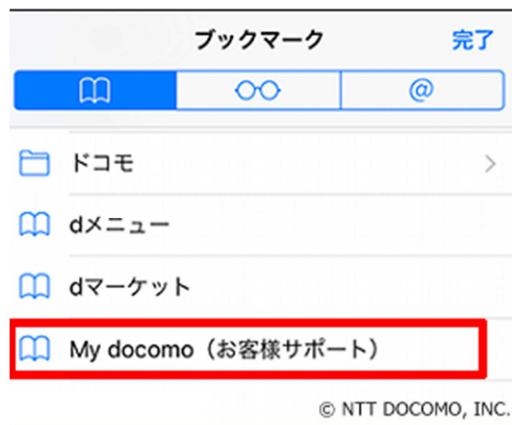 ブックマーク 完了
@
ドコモ
dメニュー
dマーケット
My docomo（お客様サポート）
© NTT DOCOMO, INC.